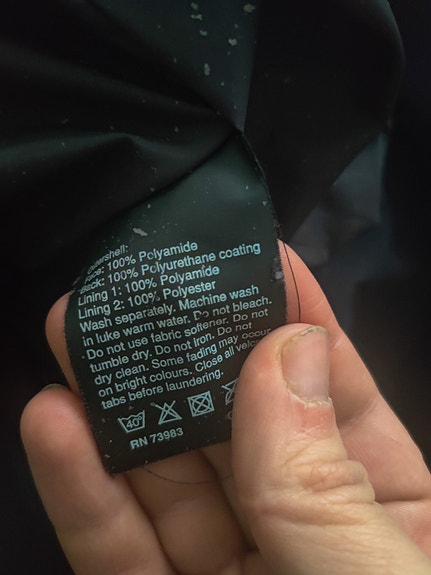 Outershell:
Face: 100% Polyamide
Back: 100% Polyurethane coating
Lining 1: 100% Polyamide
Lining 2: 100% Polyester
Wash separately. Machine wash
in luke warm water. Do not bleach.
Do not use fabric softener. Do not
tumble dry. Do not iron. Do not
dry clean. Some fading may occur
on bright colours. Close all velcro
tabs before laundering.
40°
RN 73983